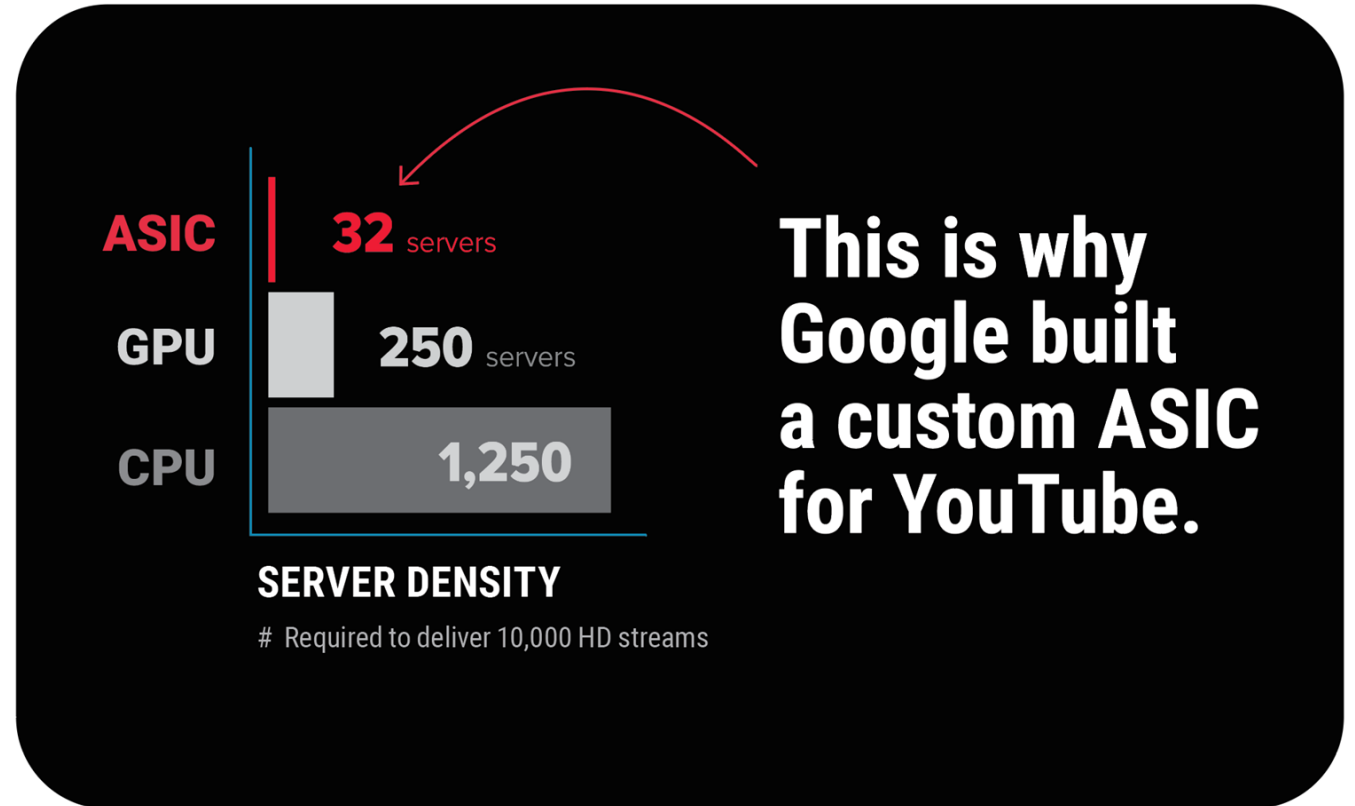 ASIC
32 servers
GPU
250 servers
CPU
1,250
SERVER DENSITY
# Required to deliver 10,000 HD streams
This is why
Google built
a custom ASIC
for YouTube.